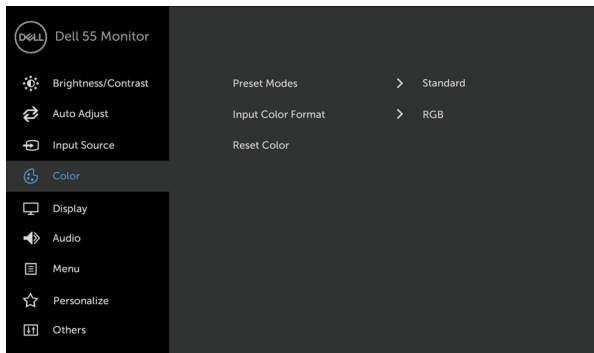 DELL Dell 55 Monitor
Brightness/Contrast Preset Modes > Standard
Auto Adjust Input Color Format > RGB
Input Source Reset Color
Color
Display
Audio
Menu
Personalize
Others